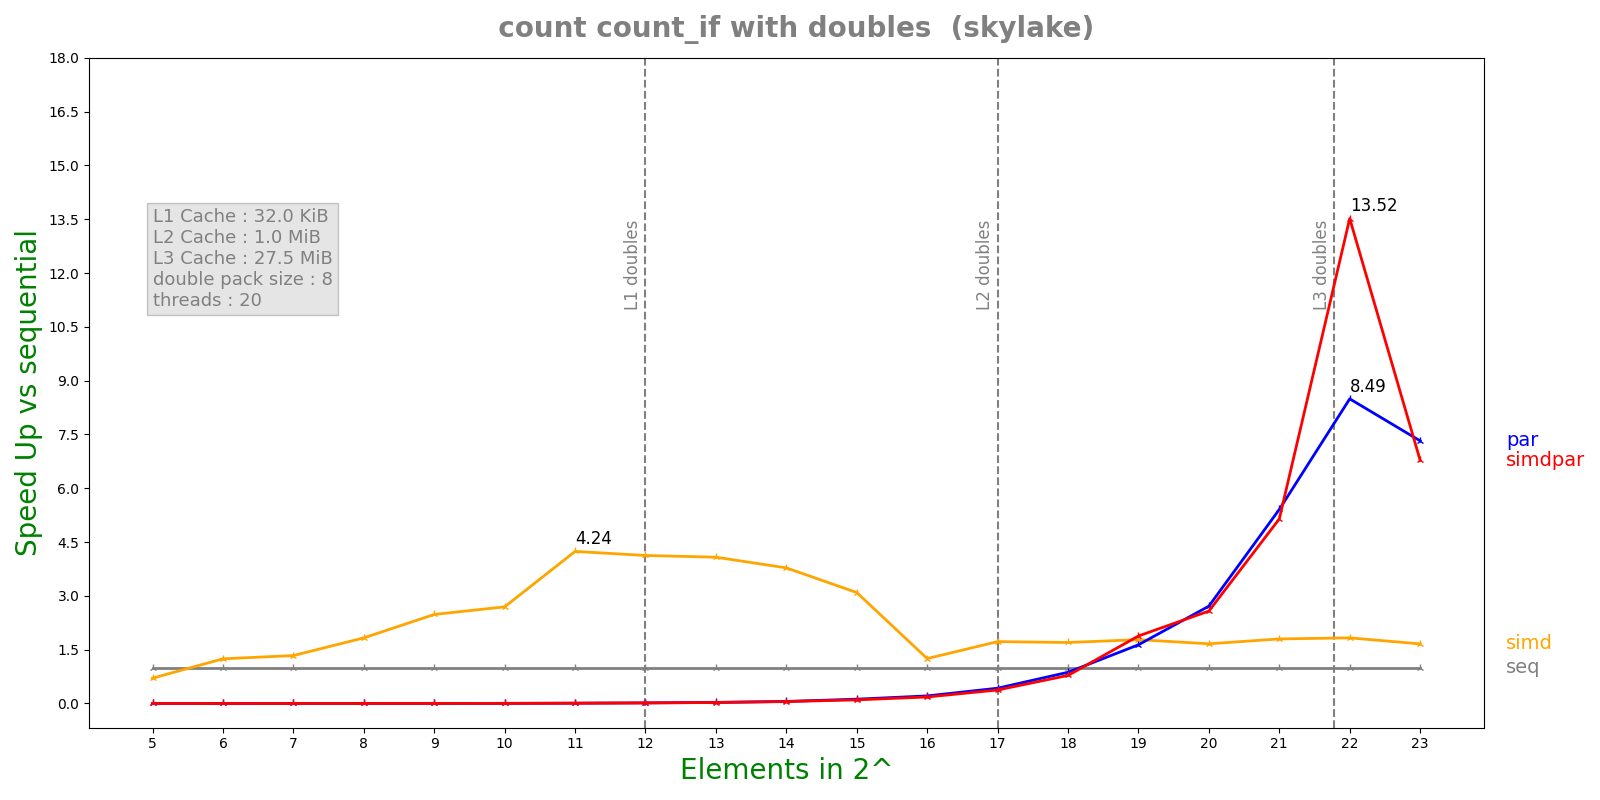 count count_if with doubles  (skylake)
Speed Up vs sequential
18.0
16.5
15.0
13.5
12.0
10.5
9.0
7.5
6.0
4.5
3.0
1.5
0.0
L1 Cache : 32.0 KiB
L2 Cache : 1.0 MiB
L3 Cache : 27.5 MiB
double pack size : 8
threads : 20
L1 doubles
L2 doubles
L3 doubles
13.52
8.49
4.24
par
simdpar
simd
seq
5 6 7 8 9 10 11 12 13 14 15 16 17 18 19 20 21 22 23
Elements in 2^